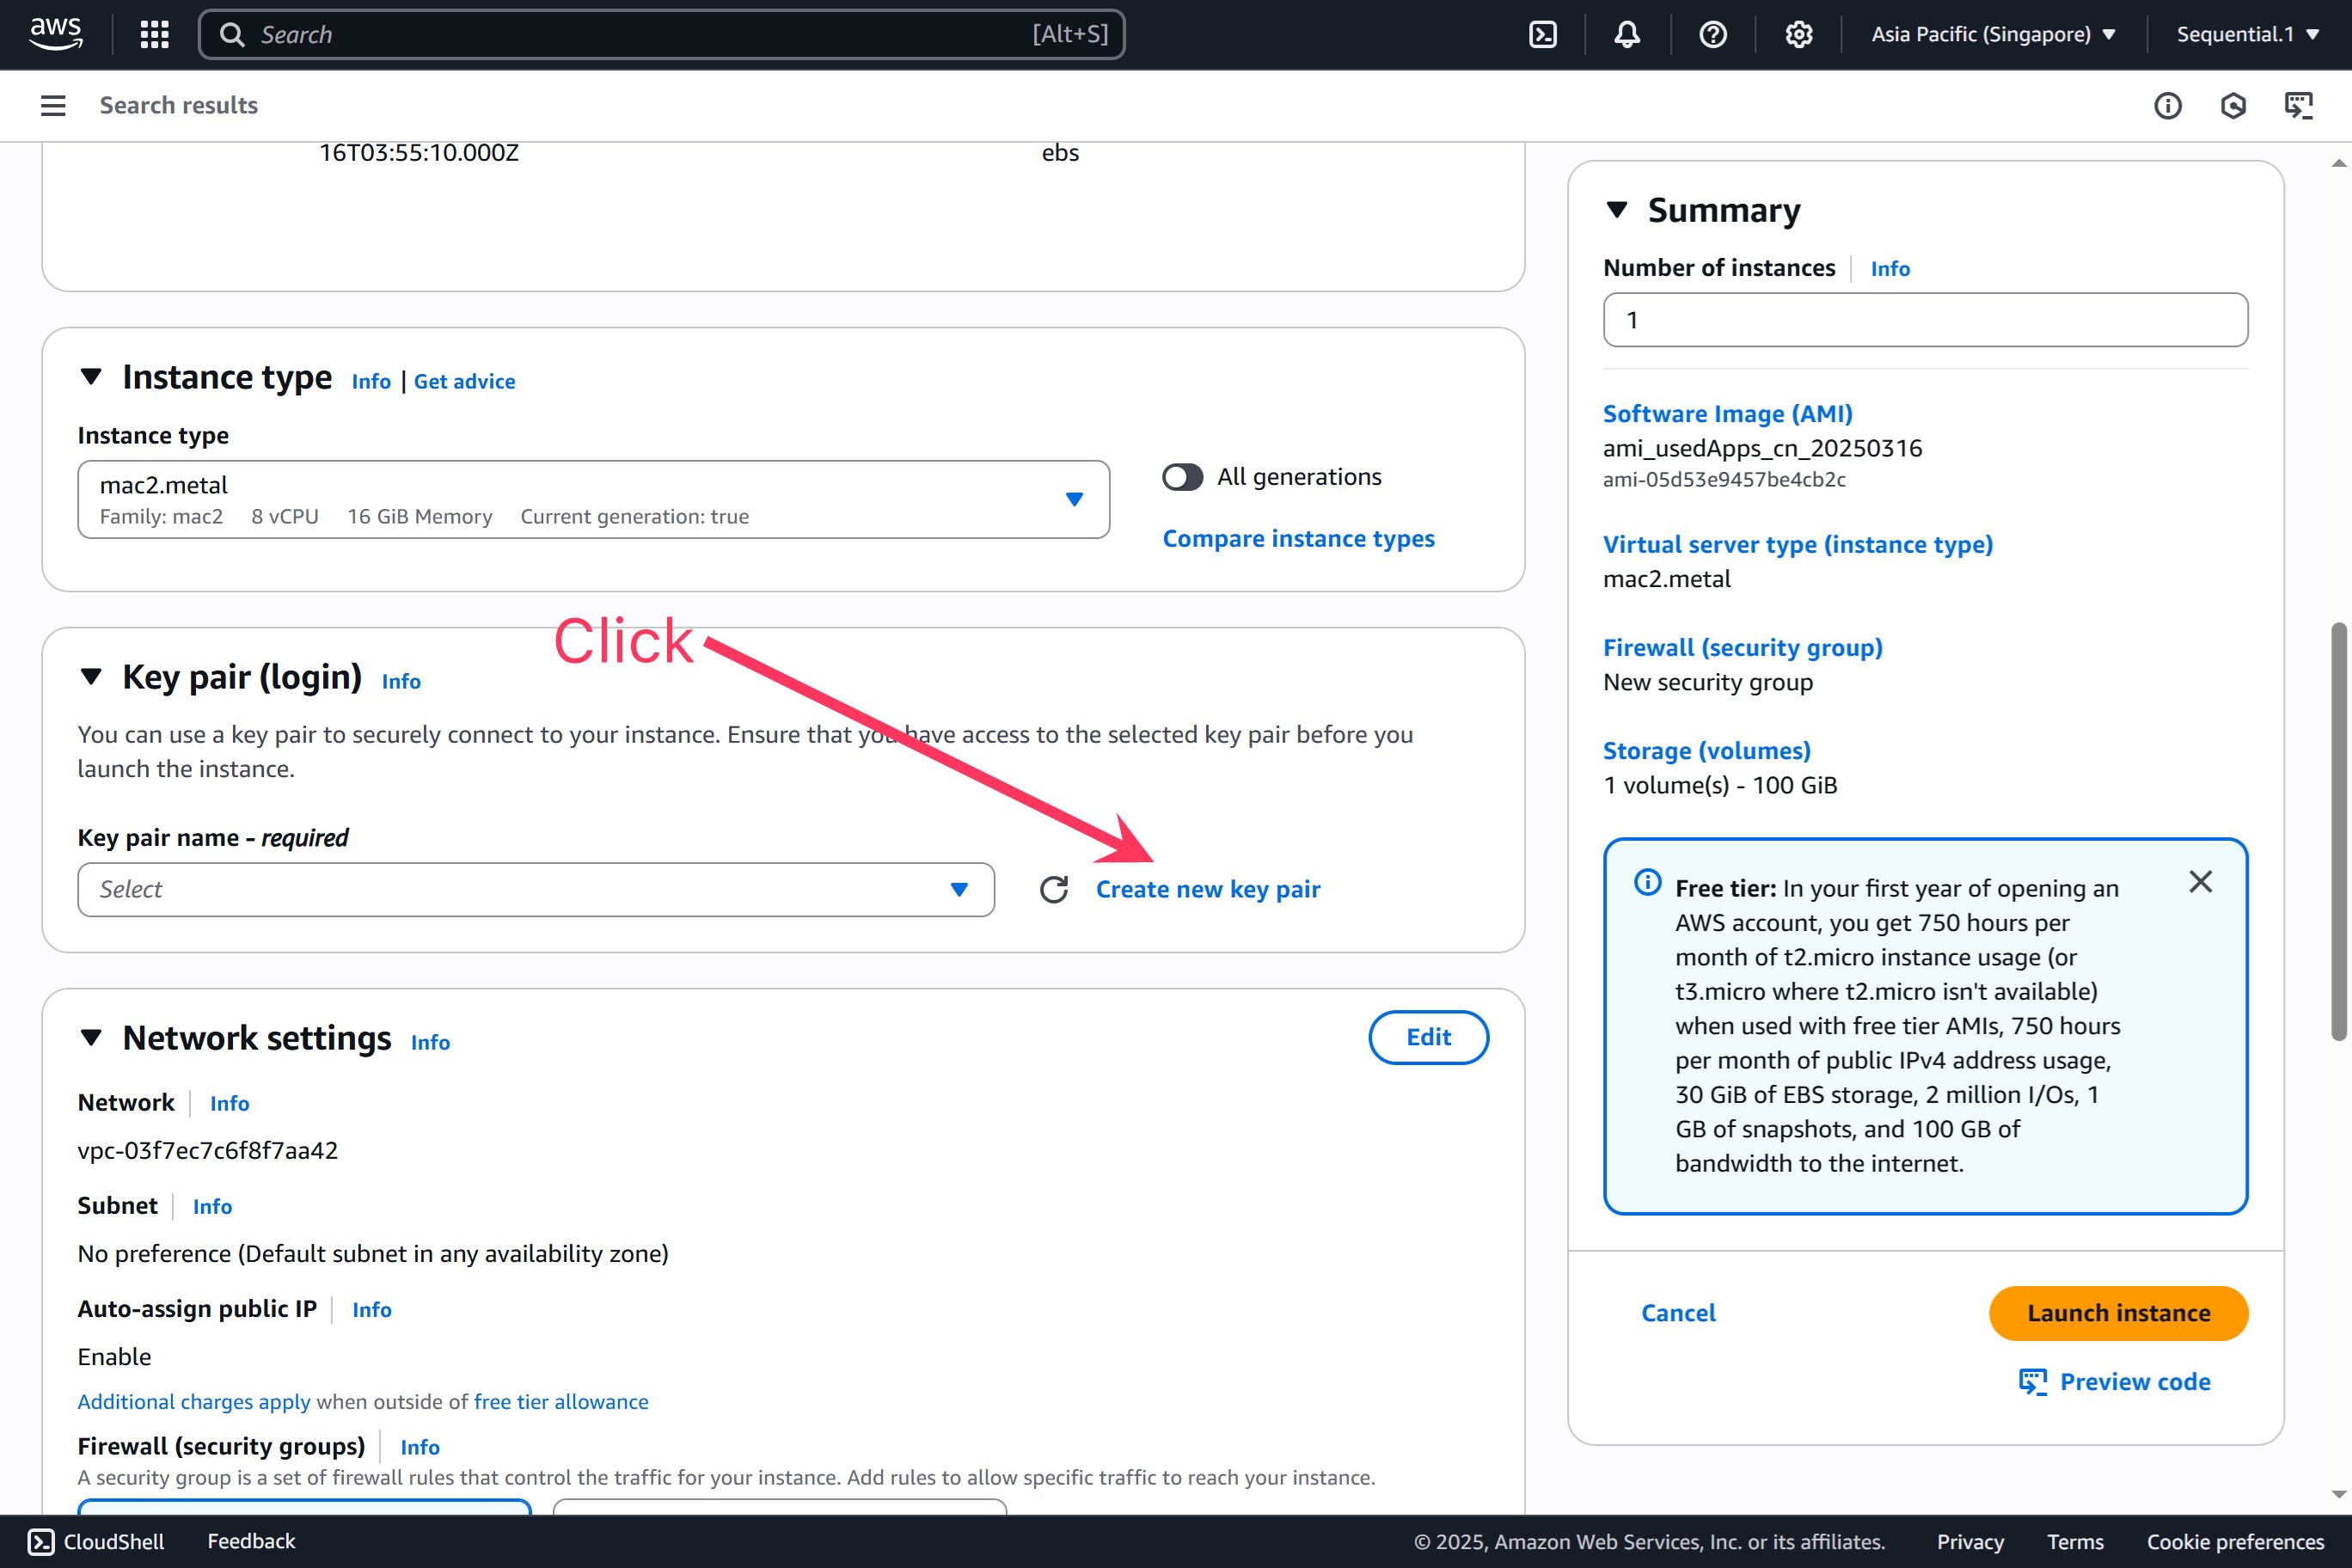 aws
Search
[Alt+S]
Asia Pacific (Singapore)
Sequential.1
Search results
16T03:55:10.000Z
ebs
Instance type
Info | Get advice
Instance type
mac2.metal
Family: mac2 8 vCPU 16 GiB Memory Current generation: true
All generations
Compare instance types
Click
Key pair (login)
Info
You can use a key pair to securely connect to your instance. Ensure that you have access to the selected key pair before you
launch the instance.
Key pair name - required
Select
Create new key pair
Network settings
Info
Edit
Network
Info
vpc-03f7ec7c6f8f7aa42
Subnet
Info
No preference (Default subnet in any availability zone)
Auto-assign public IP
Info
Enable
Additional charges apply when outside of free tier allowance
Firewall (security groups)
Info
A security group is a set of firewall rules that control the traffic for your instance. Add rules to allow specific traffic to reach your instance.
Summary
Number of instances
Info
1
Software Image (AMI)
ami_usedApps_cn_20250316
ami-05d53e9457be4cb2c
Virtual server type (instance type)
mac2.metal
Firewall (security group)
New security group
Storage (volumes)
1 volume(s) - 100 GiB
Free tier: In your first year of opening an
AWS account, you get 750 hours per
month of t2.micro instance usage (or
t3.micro where t2.micro isn't available)
when used with free tier AMIs, 750 hours
per month of public IPv4 address usage,
30 GiB of EBS storage, 2 million I/Os, 1
GB of snapshots, and 100 GB of
bandwidth to the internet.
Cancel
Launch instance
Preview code
CloudShell
Feedback
© 2025, Amazon Web Services, Inc. or its affiliates.
Privacy
Terms
Cookie preferences